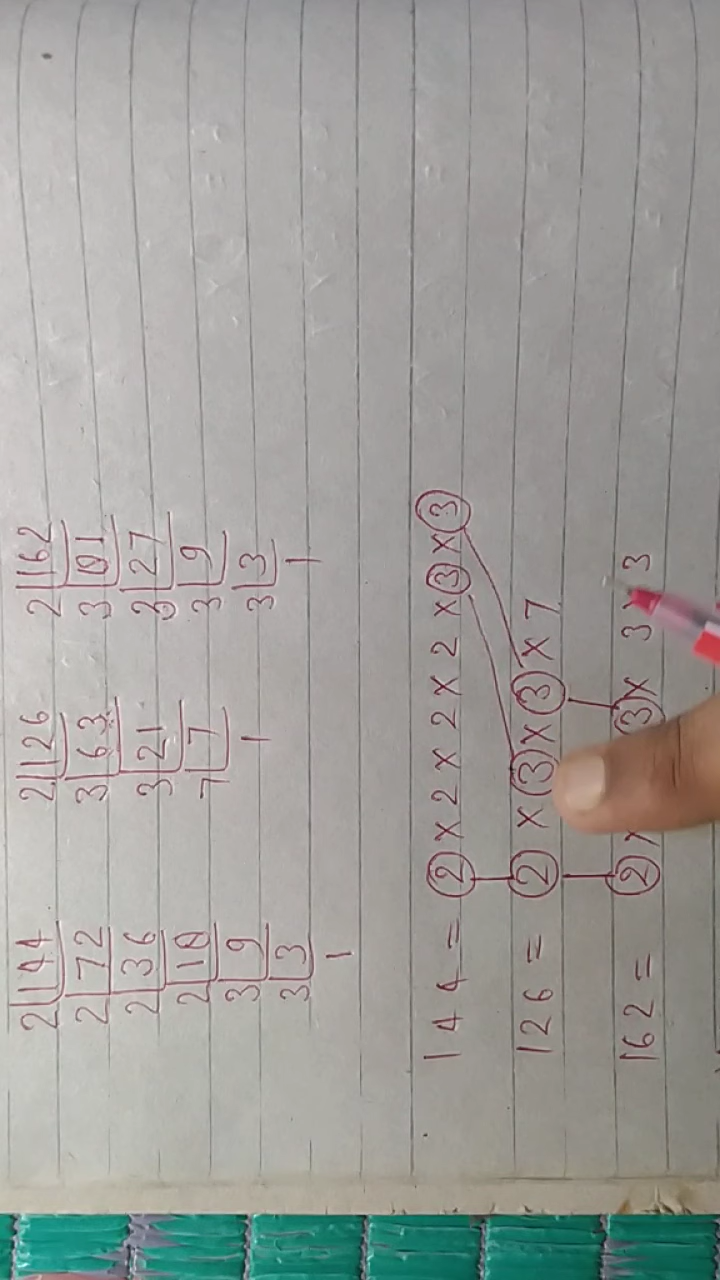 2|144 2|126 2|162
2|72 3|63 3|81
2|36 3|21 3|27
2|18 7|7 3|9
3|9 1 3|3
3|3 1
1
144 = 2 × 2 × 2 × 2 × 3 × 3
126 = 2 × 3 × 3 × 7
162 = 2 × 3 × 3 × 3